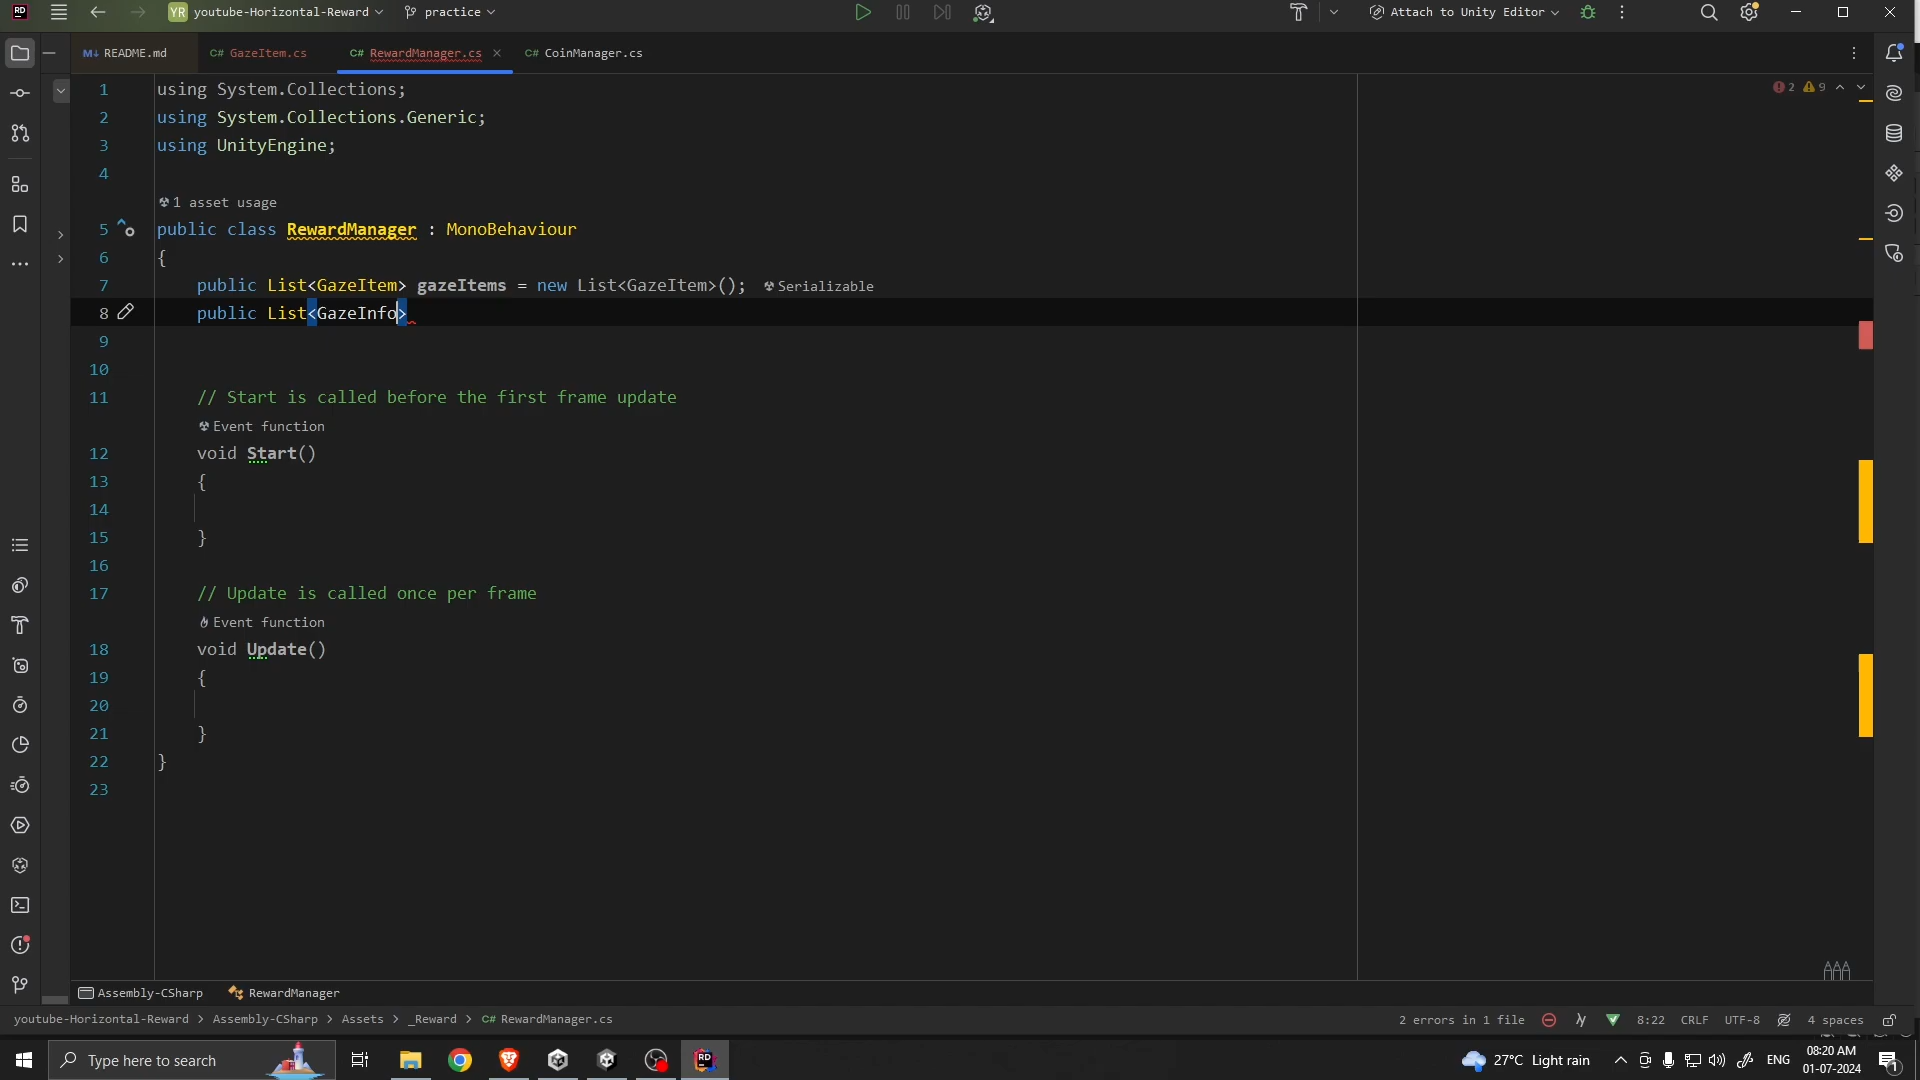 RD YR youtube-Horizontal-Reward practice Attach to Unity Editor
M↓ README.md C# GazeItem.cs C# RewardManager.cs C# CoinManager.cs
1 using System.Collections; 2 9
2 using System.Collections.Generic;
3 using UnityEngine;
4
1 asset usage
5 public class RewardManager : MonoBehaviour
6 {
7 public List<GazeItem> gazeItems = new List<GazeItem>(); Serializable
8 public List<GazeInfo>
9
10
11 // Start is called before the first frame update
Event function
12 void Start()
13 {
14
15 }
16
17 // Update is called once per frame
Event function
18 void Update()
19 {
20
21 }
22 }
23
Assembly-CSharp RewardManager
youtube-Horizontal-Reward > Assembly-CSharp > Assets > _Reward > C# RewardManager.cs 2 errors in 1 file 8:22 CRLF UTF-8 4 spaces
Type here to search RD 27°C Light rain ENG 08:20 AM 1
01-07-2024